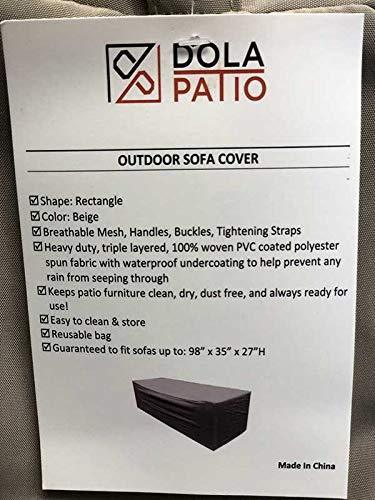 DOLA
PATIO
OUTDOOR SOFA COVER
☑Shape: Rectangle
☑Color: Beige
☑Breathable Mesh, Handles, Buckles, Tightening Straps
☑Heavy duty, triple layered, 100% woven PVC coated polyester
spun fabric with waterproof undercoating to help prevent any
rain from seeping through
☑Keeps patio furniture clean, dry, dust free, and always ready for
use!
☑Easy to clean & store
☑Reusable bag
☑Guaranteed to fit sofas up to: 98” x 35” x 27”H
Made In China